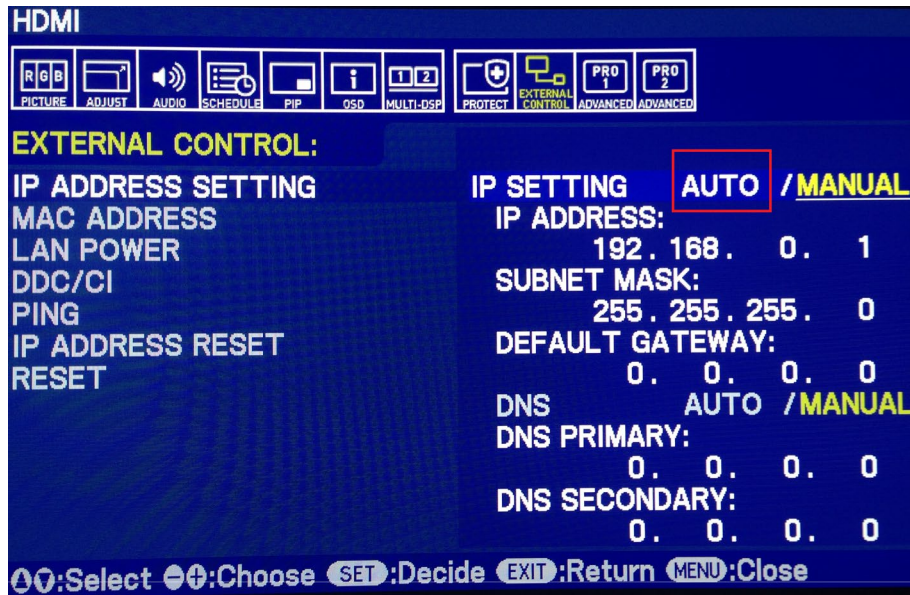 HDMI
RGB PICTURE ADJUST AUDIO SCHEDULE PIP i OSD 1 2 MULTI-DSP PROTECT EXTERNAL CONTROL PRO 1 ADVANCED PRO 2 ADVANCED
EXTERNAL CONTROL:
IP ADDRESS SETTING IP SETTING AUTO /MANUAL
MAC ADDRESS IP ADDRESS:
LAN POWER 192. 168. 0. 1
DDC/CI SUBNET MASK:
PING 255. 255. 255. 0
IP ADDRESS RESET DEFAULT GATEWAY:
RESET 0. 0. 0. 0
DNS AUTO /MANUAL
DNS PRIMARY:
0. 0. 0. 0
DNS SECONDARY:
0. 0. 0. 0
:Select :Choose SET:Decide EXIT:Return MENU:Close